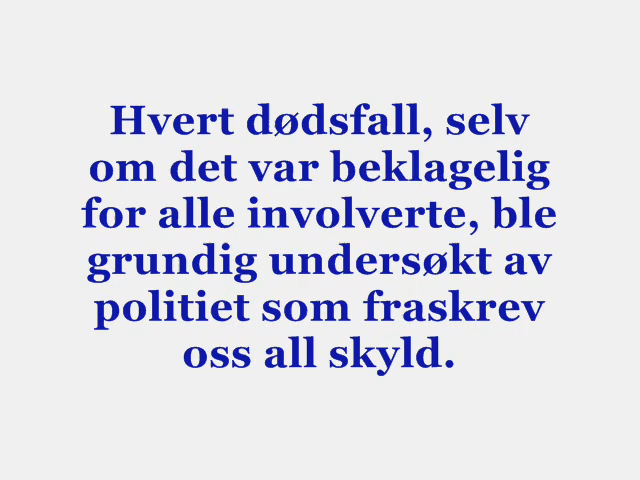 Hvert dødsfall, selv
om det var beklagelig
for alle involverte, ble
grundig undersøkt av
politiet som fraskrev
oss all skyld.